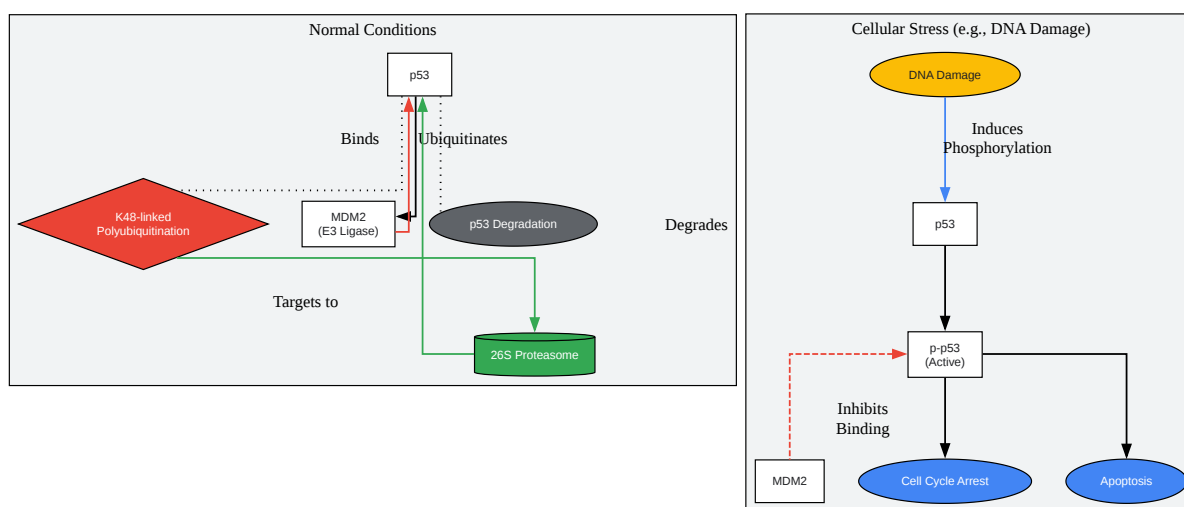 Normal Conditions
p53
Binds
Ubiquitinates
K48-linked
Polyubiquitination
MDM2
(E3 Ligase)
p53 Degradation
Degrades
Targets to
26S Proteasome
Cellular Stress (e.g., DNA Damage)
DNA Damage
Induces
Phosphorylation
p53
p-p53
(Active)
Inhibits
Binding
MDM2
Cell Cycle Arrest
Apoptosis